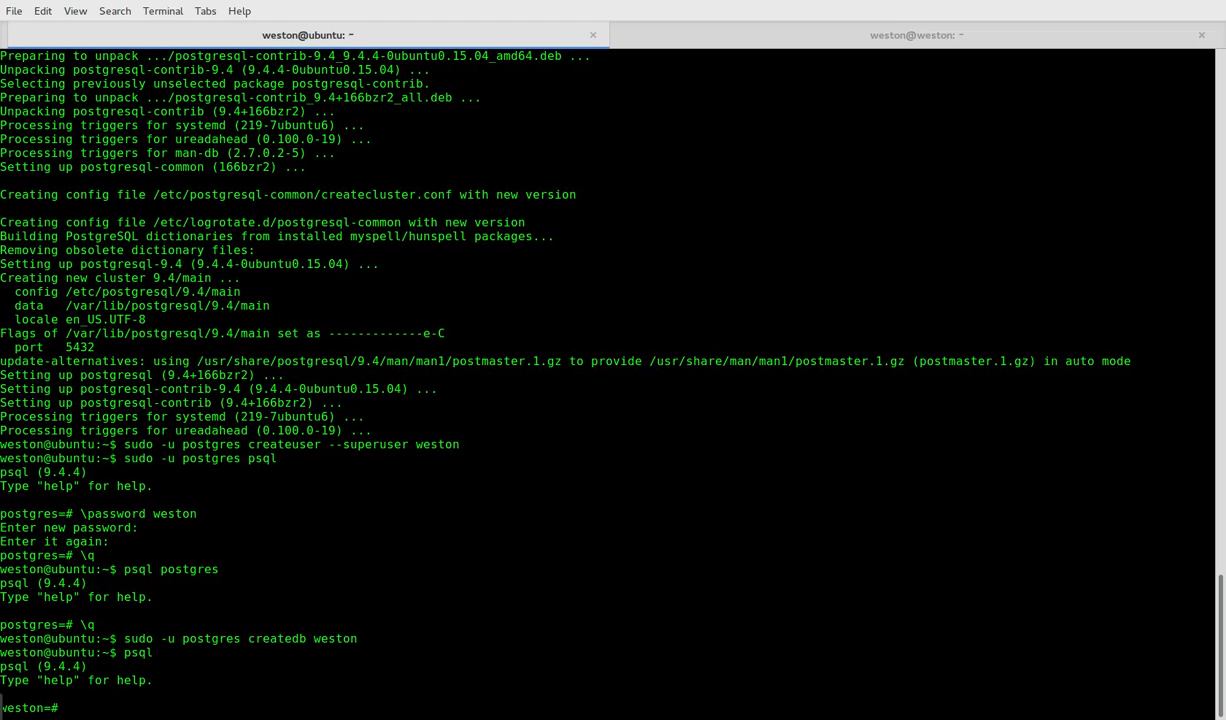 File Edit View Search Terminal Tabs Help
weston@ubuntu: ~ × weston@weston: ~ ×
Preparing to unpack .../postgresql-contrib-9.4_9.4.4-0ubuntu0.15.04_amd64.deb ...
Unpacking postgresql-contrib-9.4 (9.4.4-0ubuntu0.15.04) ...
Selecting previously unselected package postgresql-contrib.
Preparing to unpack .../postgresql-contrib_9.4+166bzr2_all.deb ...
Unpacking postgresql-contrib (9.4+166bzr2) ...
Processing triggers for systemd (219-7ubuntu6) ...
Processing triggers for ureadahead (0.100.0-19) ...
Processing triggers for man-db (2.7.0.2-5) ...
Setting up postgresql-common (166bzr2) ...

Creating config file /etc/postgresql-common/createcluster.conf with new version

Creating config file /etc/logrotate.d/postgresql-common with new version
Building PostgreSQL dictionaries from installed myspell/hunspell packages...
Removing obsolete dictionary files:
Setting up postgresql-9.4 (9.4.4-0ubuntu0.15.04) ...
Creating new cluster 9.4/main ...
  config /etc/postgresql/9.4/main
  data   /var/lib/postgresql/9.4/main
  locale en_US.UTF-8
Flags of /var/lib/postgresql/9.4/main set as -------------e-C
  port   5432
update-alternatives: using /usr/share/postgresql/9.4/man/man1/postmaster.1.gz to provide /usr/share/man/man1/postmaster.1.gz (postmaster.1.gz) in auto mode
Setting up postgresql (9.4+166bzr2) ...
Setting up postgresql-contrib-9.4 (9.4.4-0ubuntu0.15.04) ...
Setting up postgresql-contrib (9.4+166bzr2) ...
Processing triggers for systemd (219-7ubuntu6) ...
Processing triggers for ureadahead (0.100.0-19) ...
weston@ubuntu:~$ sudo -u postgres createuser --superuser weston
weston@ubuntu:~$ sudo -u postgres psql
psql (9.4.4)
Type "help" for help.

postgres=# \password weston
Enter new password:
Enter it again:
postgres=# \q
weston@ubuntu:~$ psql postgres
psql (9.4.4)
Type "help" for help.

postgres=# \q
weston@ubuntu:~$ sudo -u postgres createdb weston
weston@ubuntu:~$ psql
psql (9.4.4)
Type "help" for help.

weston=#